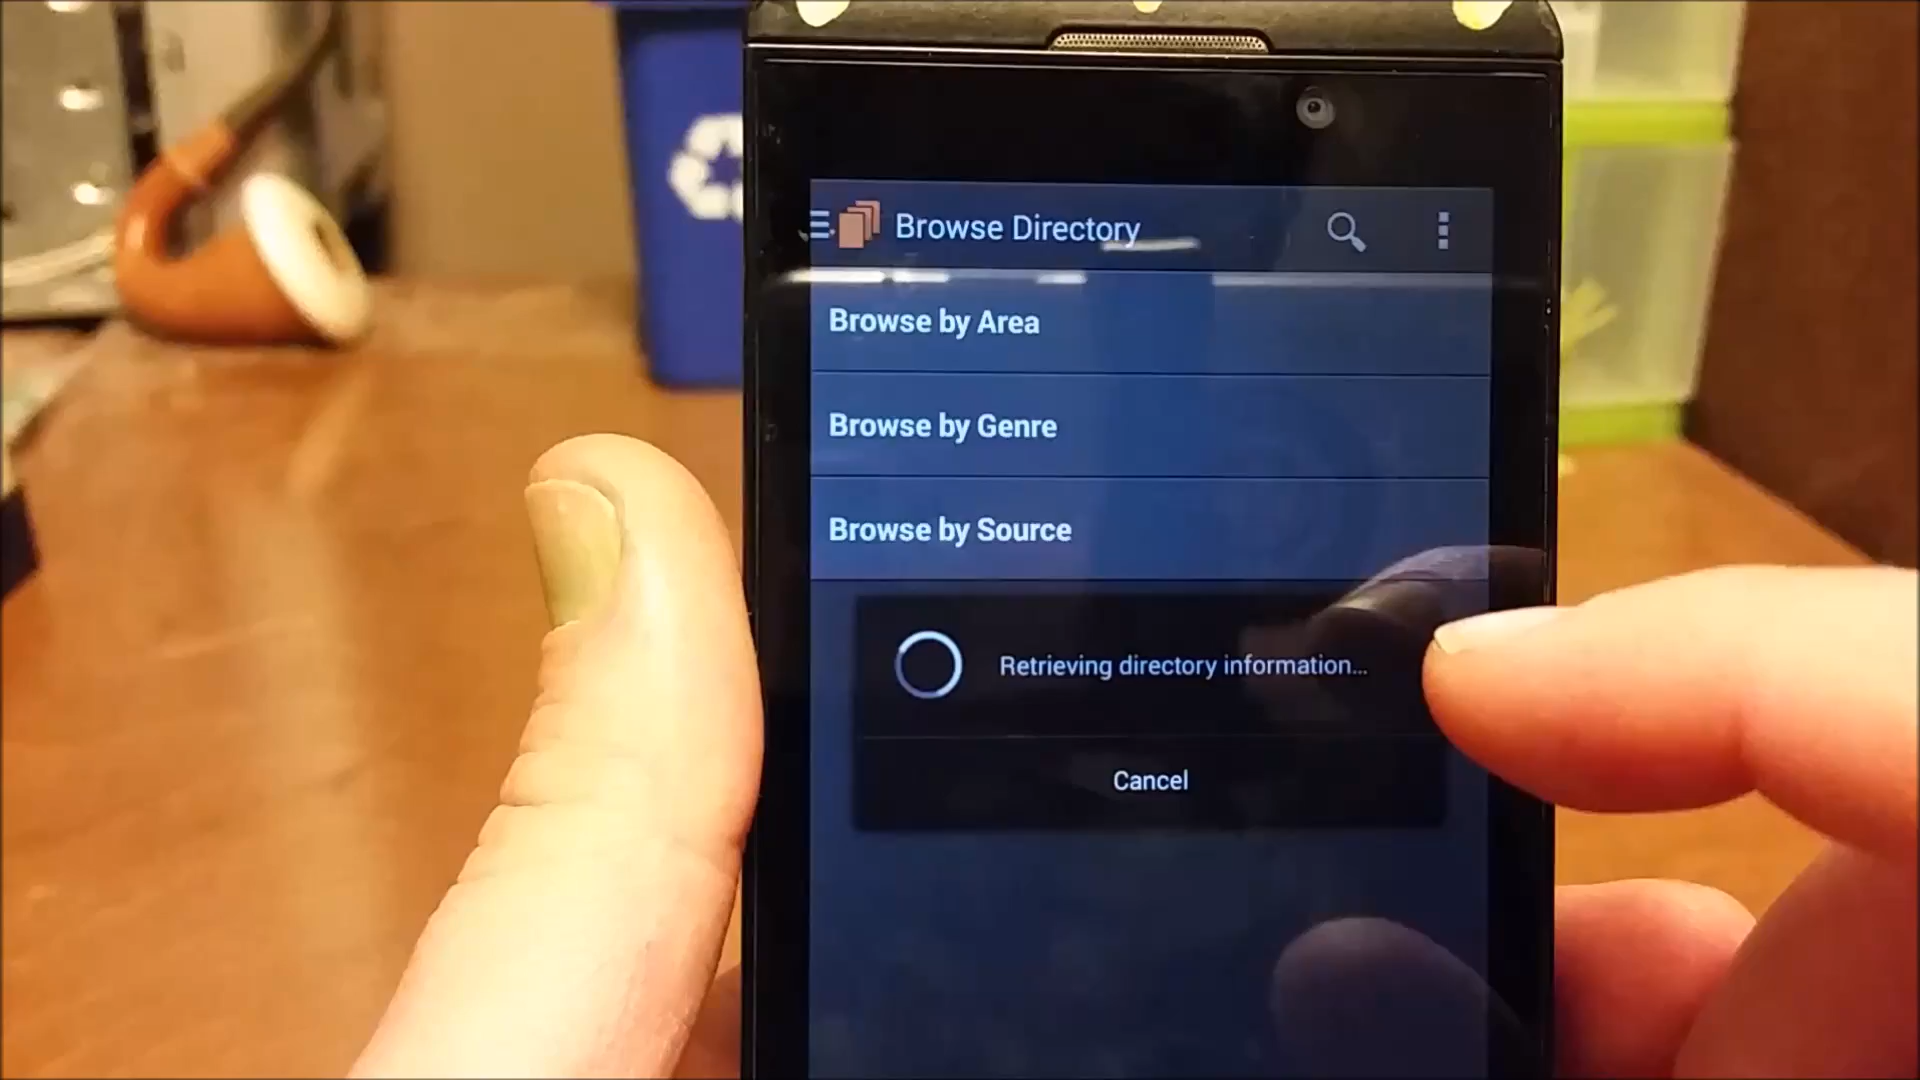 Browse Directory
Browse by Area
Browse by Genre
Browse by Source
Retrieving directory information...
Cancel